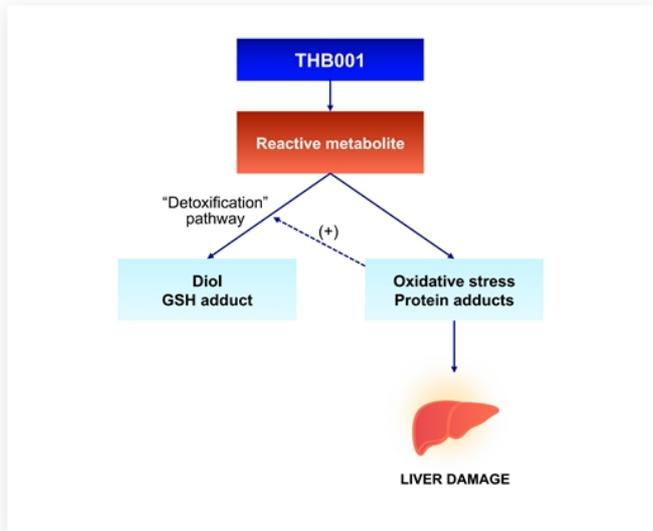 THB001
Reactive metabolite
“Detoxification”
pathway
(+)
Diol
GSH adduct
Oxidative stress
Protein adducts
LIVER DAMAGE